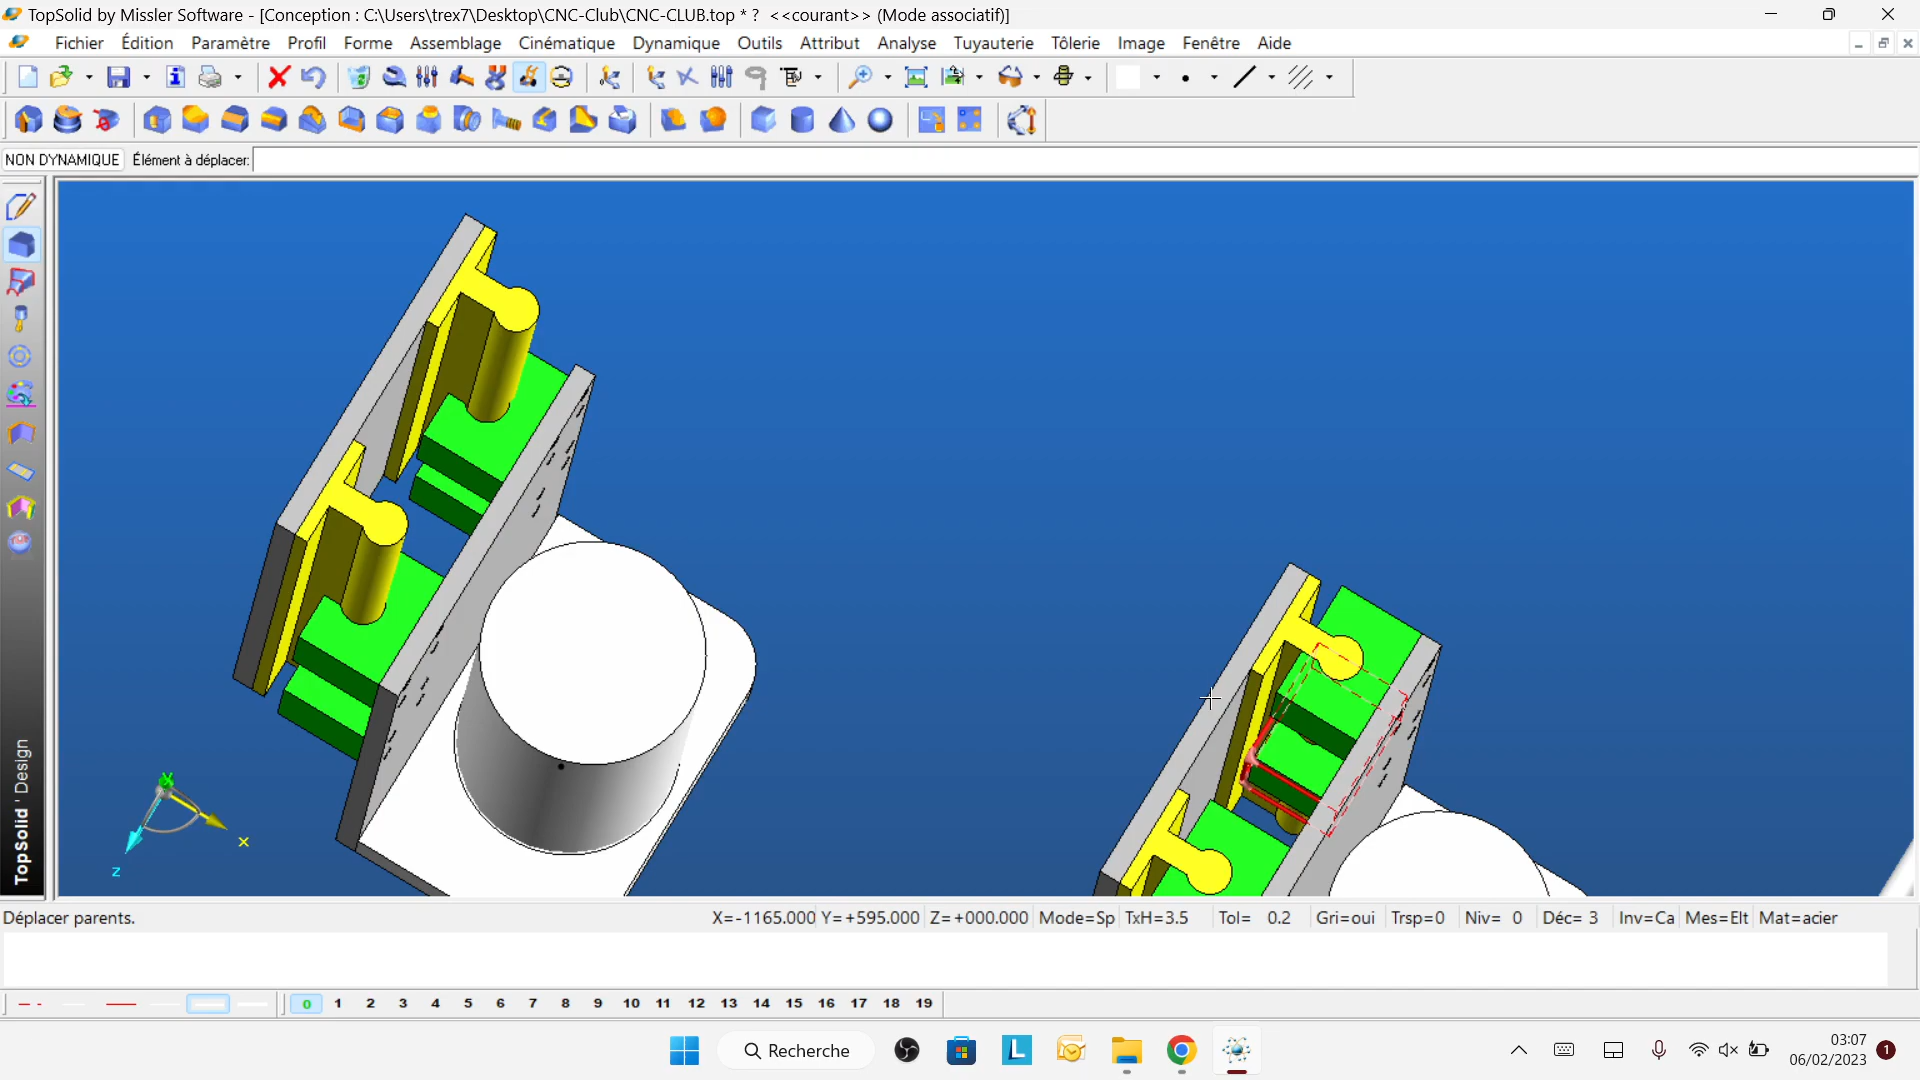 TopSolid by Missler Software - [Conception : C:\Users\trex7\Desktop\CNC-Club\CNC-CLUB.top * ?  <<courant>> (Mode associatif)]
Fichier Édition Paramètre Profil Forme Assemblage Cinématique Dynamique Outils Attribut Analyse Tuyauterie Tôlerie Image Fenêtre Aide
NON DYNAMIQUE Élément à déplacer:
TopSolid'Design
Y
X
Z
Déplacer parents. X=-1165.000 Y=+595.000 Z=+000.000 Mode=Sp TxH=3.5 Tol= 0.2 Gri=oui Trsp=0 Niv= 0 Déc= 3 Inv=Ca Mes=Elt Mat=acier
0 1 2 3 4 5 6 7 8 9 10 11 12 13 14 15 16 17 18 19
Recherche
L
03:07
06/02/2023
1